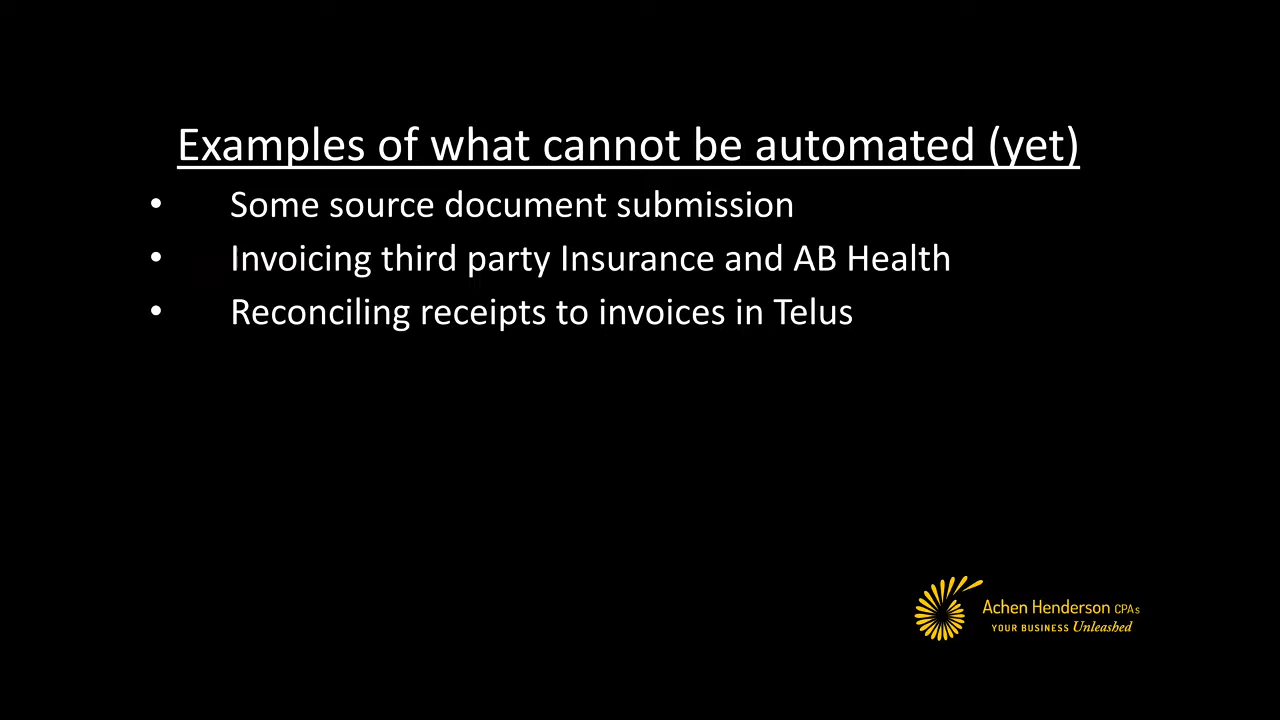 Examples of what cannot be automated (yet)
• Some source document submission
• Invoicing third party Insurance and AB Health
• Reconciling receipts to invoices in Telus
Achen Henderson CPAs
YOUR BUSINESS Unleashed